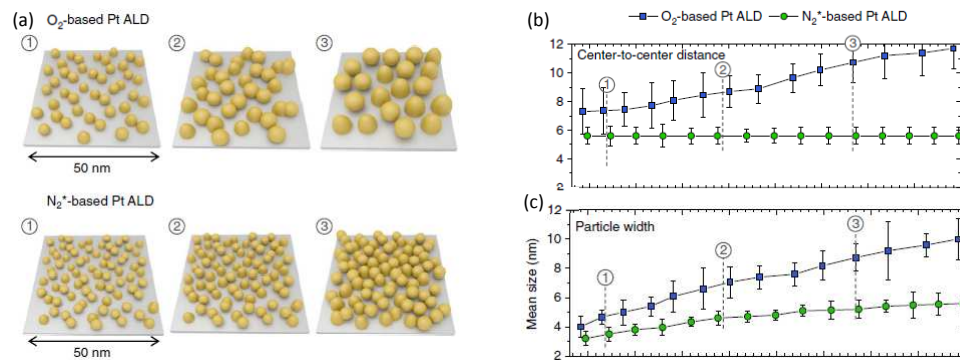 (a)
O₂-based Pt ALD
1 2 3
50 nm
N₂*-based Pt ALD
1 2 3
50 nm
O₂-based Pt ALD N₂*-based Pt ALD
(b)
Center-to-center distance
12
10
8
6
4
2
1 2 3
(c)
Particle width
Mean size (nm)
12
10
8
6
4
2
1 2 3